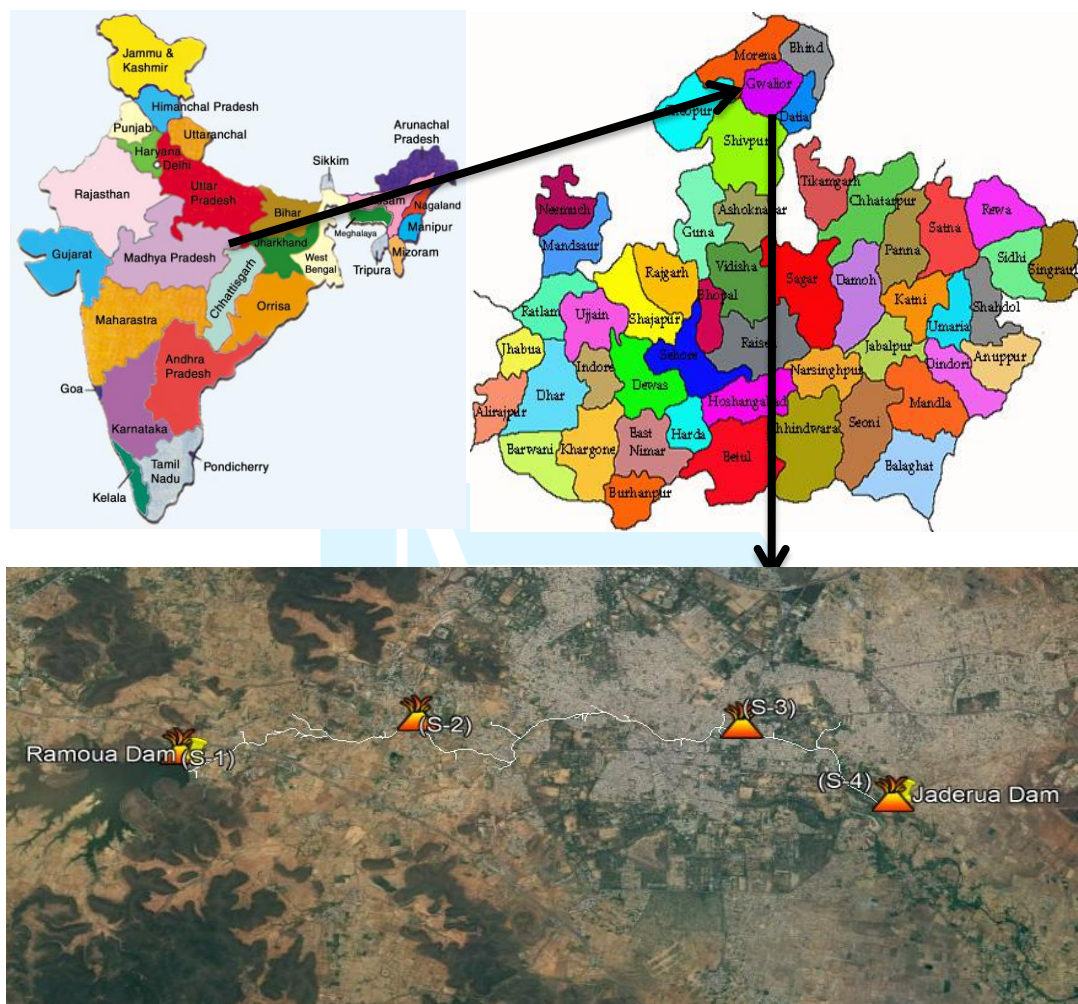 Jammu &
Kashmir
Himanchal Pradesh
Punjab
Uttaranchal
Haryana
Delhi
Arunachal
Pradesh
Sikkim
Rajasthan
Uttar
Pradesh
Nagaland
Bihar
Manipur
Meghalaya
Jharkhand
Gujarat
Madhya Pradesh
West
Bengal
Tripura
Mizoram
Chhattisgarh
Orrisa
Maharastra
Andhra
Pradesh
Goa
Karnataka
Tamil
Nadu
Pondicherry
Kelala
Morena
Bhind
Gwalior
Datia
Shivpuri
Tikamgarh
Chhatarpur
Neemuch
Ashoknagar
Satna
Rewa
Guna
Mandsaur
Panna
Sidhi
Singrauli
Rajgarh
Vidisha
Sagar
Damoh
Bhopal
Katni
Shahdol
Ratlam
Ujjain
Shajapur
Umaria
Jhabua
Sehore
Raisen
Jabalpur
Indore
Dewas
Narsinghpur
Dindori
Anuppur
Alirajpur
Dhar
Hoshangabad
Mandla
Harda
Seoni
East
Nimar
Barwani
Khargone
Betul
hhindwara
Balaghat
Burhanpur
(S-3)
(S-2)
Ramoua Dam (S-1)
(S-4)
Jaderua Dam